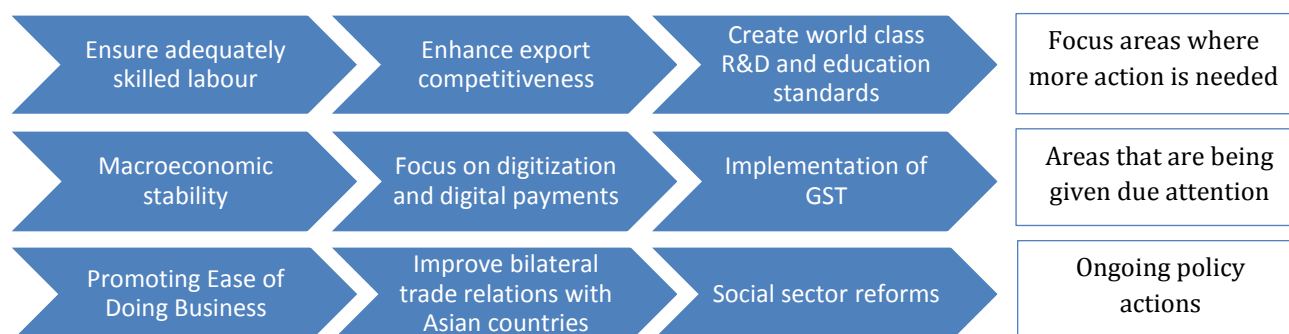 Ensure adequately
skilled labour
Enhance export
competitiveness
Create world class
R&D and education
standards
Focus areas where
more action is needed
Macroeconomic
stability
Focus on digitization
and digital payments
Implementation of
GST
Areas that are being
given due attention
Promoting Ease of
Doing Business
Improve bilateral
trade relations with
Asian countries
Social sector reforms
Ongoing policy
actions